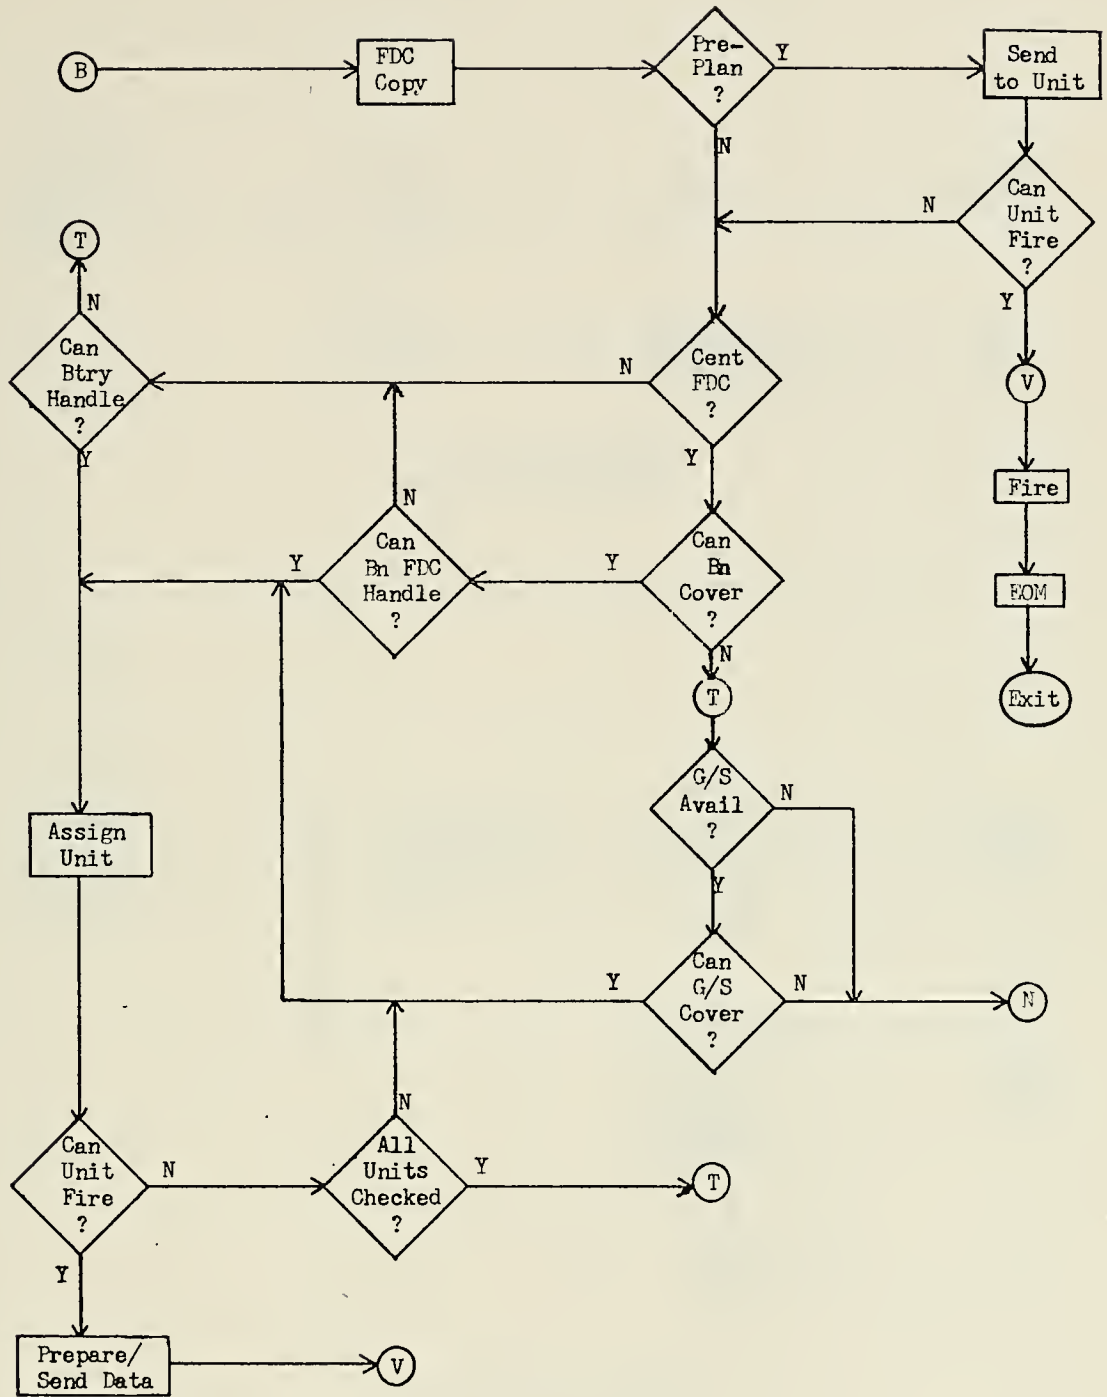 B
FDC
Copy
Pre-
Plan
?
Y
N
Send
to Unit
Can
Unit
Fire
?
N
Y
V
Fire
EOM
Exit
T
N
Can
Btry
Handle
?
Y
N
Cent
FDC
?
Y
N
Can
Bn FDC
Handle
?
Y
Y
Can
Bn
Cover
?
N
T
G/S
Avail
?
N
Y
Assign
Unit
Y
Can
G/S
Cover
?
N
N
N
Can
Unit
Fire
?
N
All
Units
Checked
?
Y
T
Y
Prepare/
Send Data
V